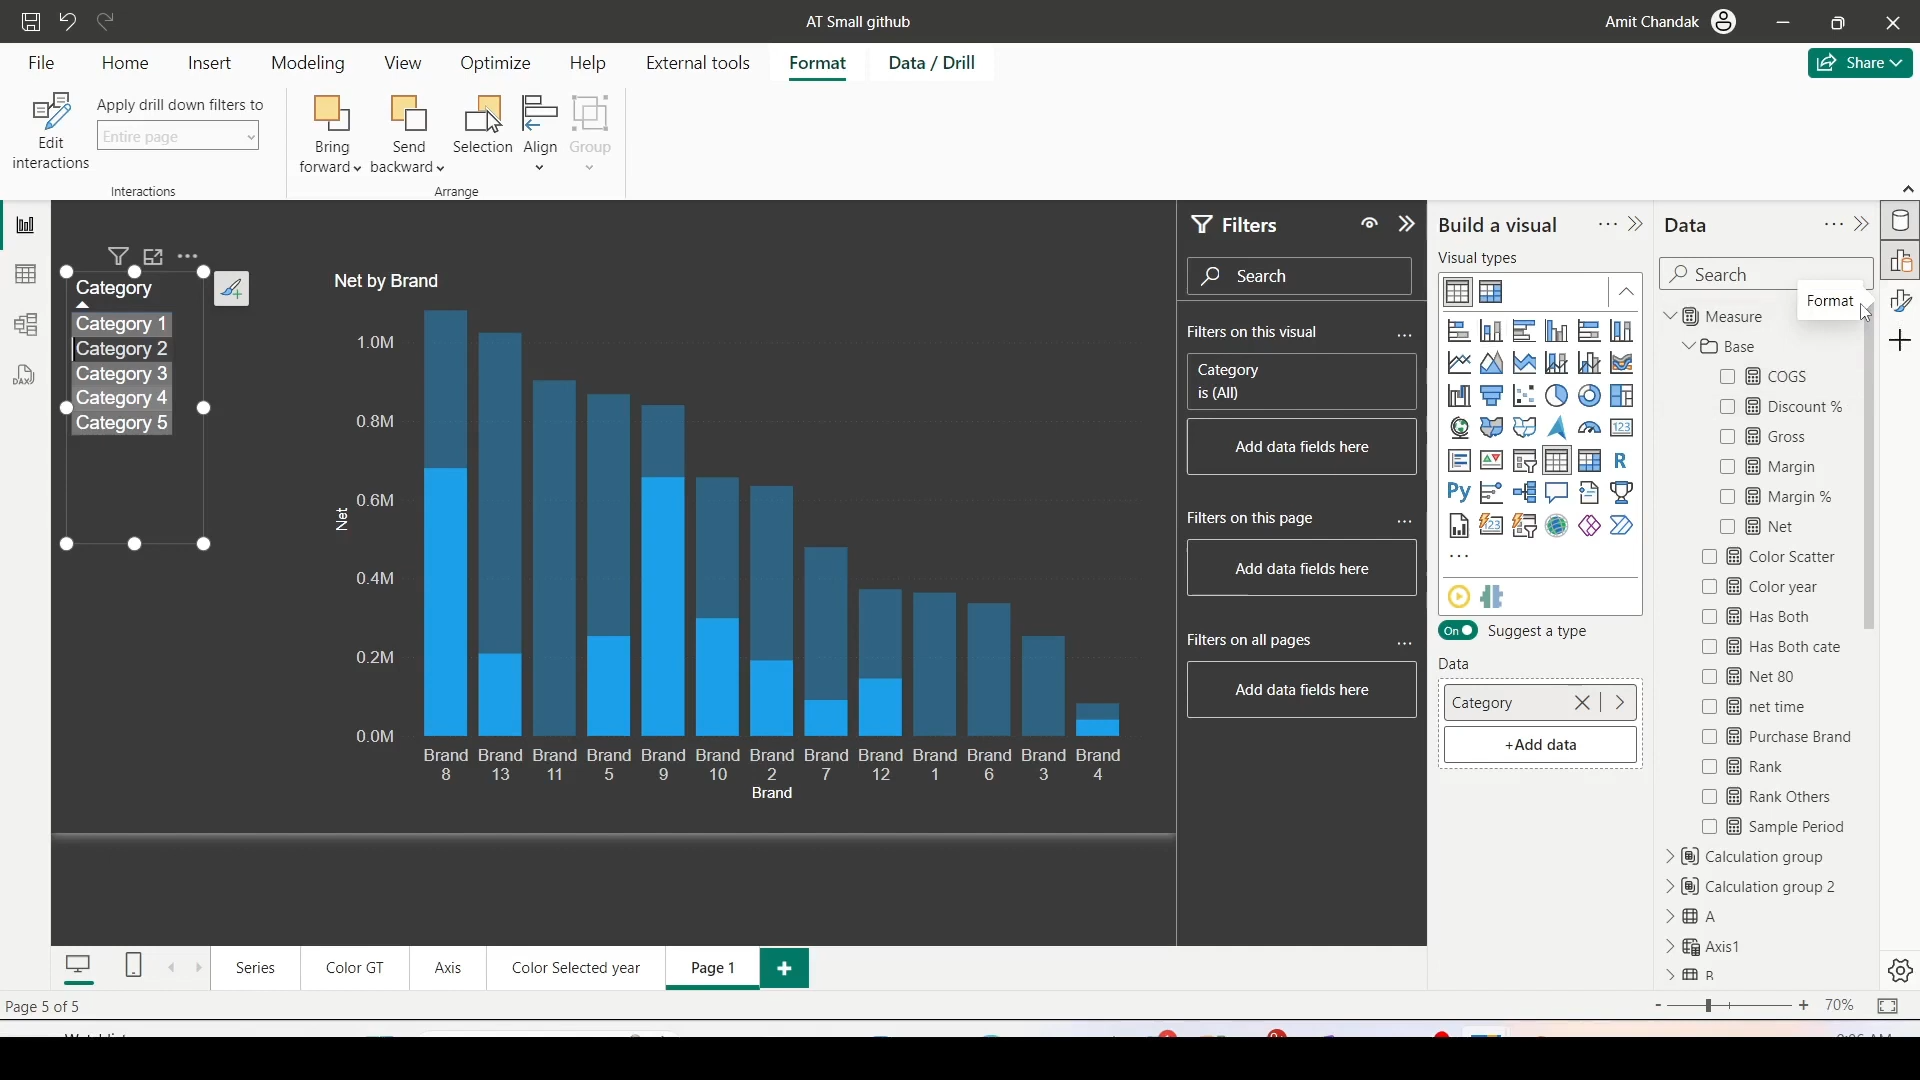 AT Small github
Amit Chandak
File Home Insert Modeling View Optimize Help External tools Format Data / Drill
Share
Edit
interactions
Apply drill down filters to
Entire page
Interactions
Bring
forward
Send
backward
Selection
Align
Group
Arrange
Category
Category 1
Category 2
Category 3
Category 4
Category 5
Net by Brand
1.0M
0.8M
0.6M
0.4M
0.2M
0.0M
Net
Brand Brand Brand Brand Brand Brand Brand Brand Brand Brand Brand Brand Brand
8 13 11 5 9 10 2 7 12 1 6 3 4
Brand
Filters
Search
Filters on this visual
Category
is (All)
Add data fields here
Filters on this page
Add data fields here
Filters on all pages
Add data fields here
Build a visual
Visual types
123
R
Py
123
On
Suggest a type
Data
Category
+Add data
Data
Search
Format
Measure
Base
COGS
Discount %
Gross
Margin
Margin %
Net
Color Scatter
Color year
Has Both
Has Both cate
Net 80
net time
Purchase Brand
Rank
Rank Others
Sample Period
Calculation group
Calculation group 2
A
Axis1
DAX
Series
Color GT
Axis
Color Selected year
Page 1
Page 5 of 5
- + 70%